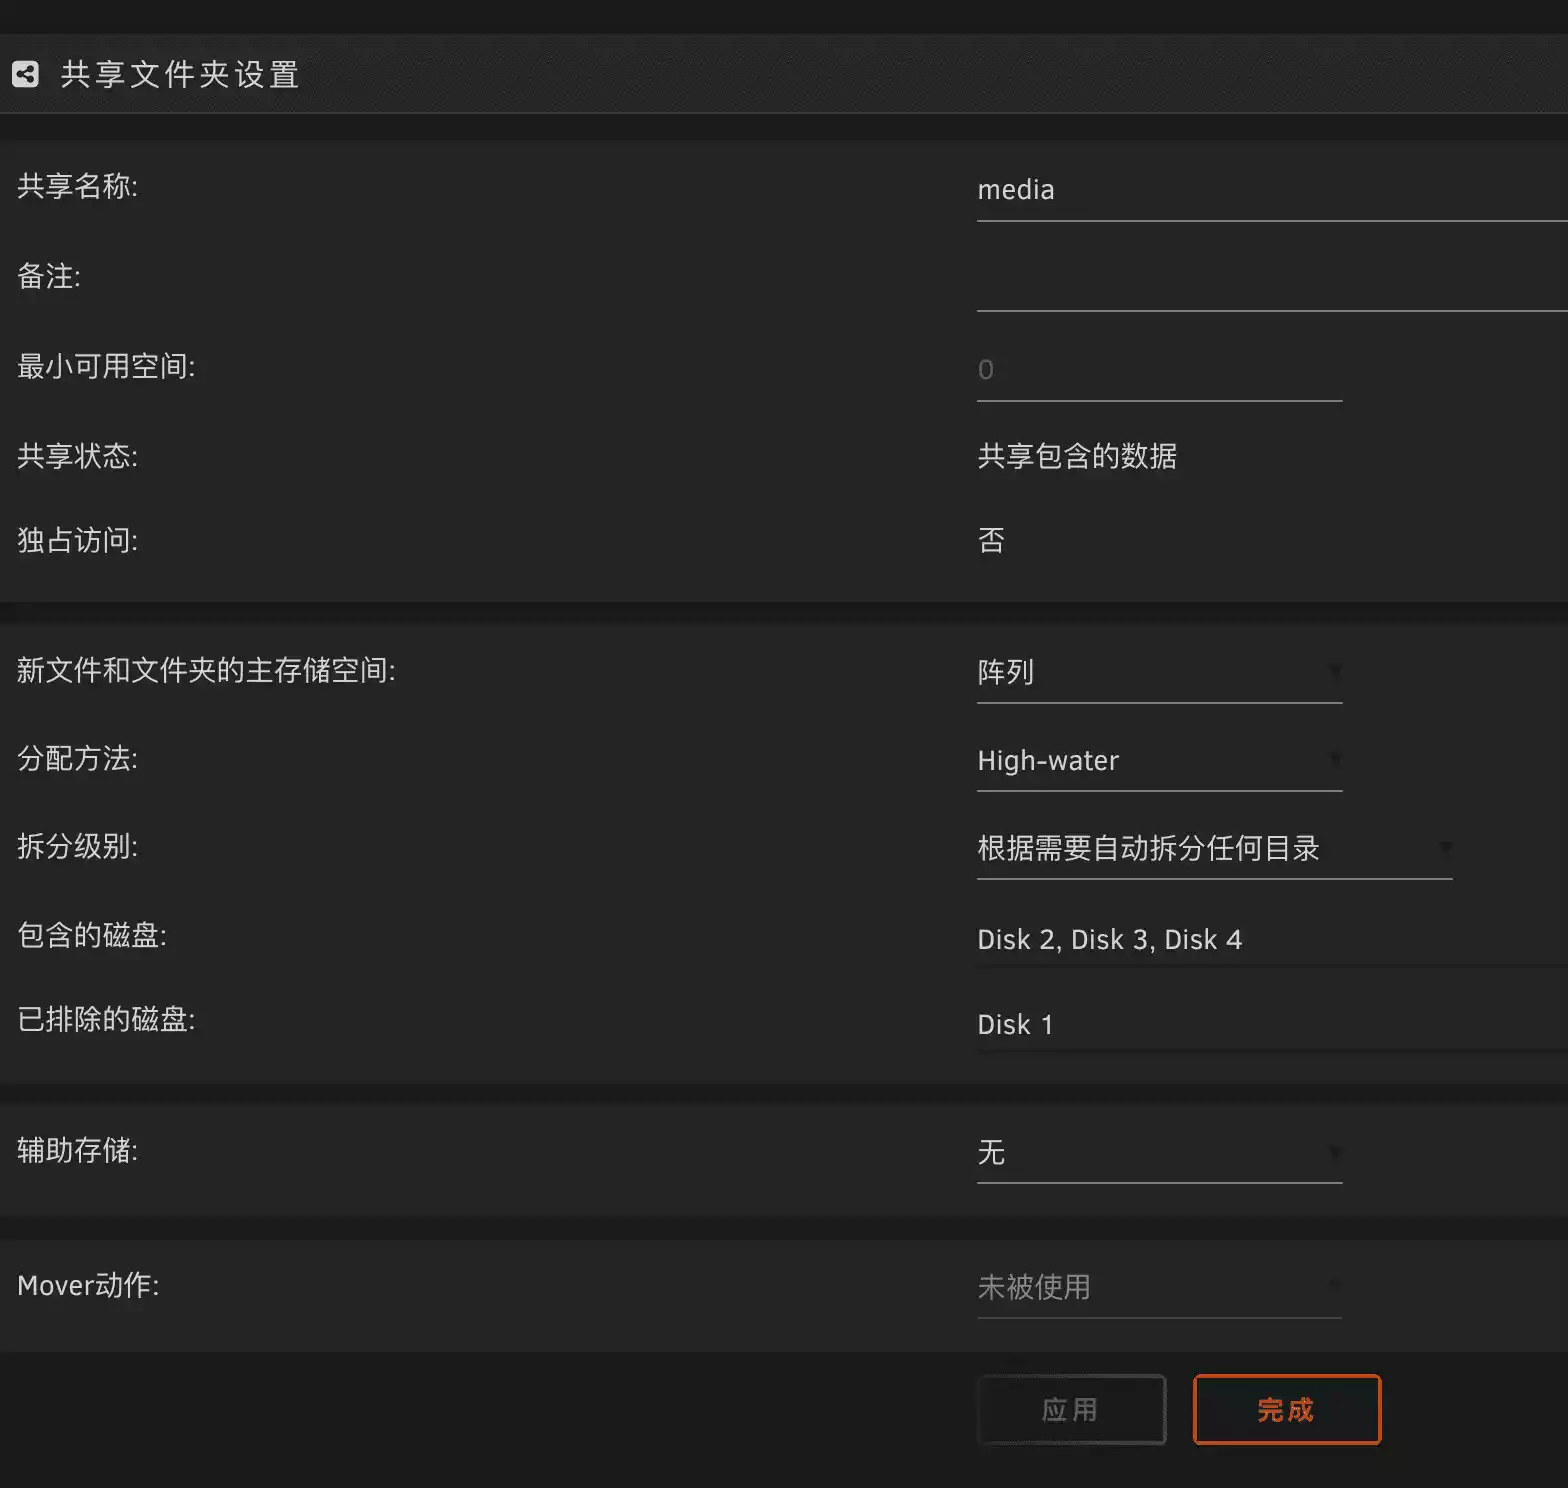 共享文件夹设置
共享名称: media
备注:
最小可用空间: 0
共享状态: 共享包含的数据
独占访问: 否
新文件和文件夹的主存储空间: 阵列
分配方法: High-water
拆分级别: 根据需要自动拆分任何目录
包含的磁盘: Disk 2, Disk 3, Disk 4
已排除的磁盘: Disk 1
辅助存储: 无
Mover动作: 未被使用
应用 完成